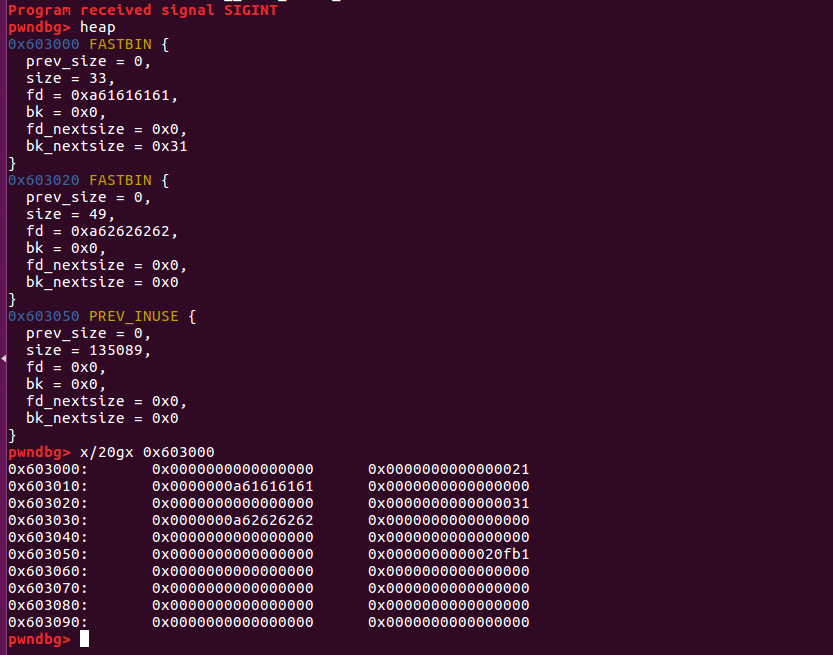 Program received signal SIGINT
pwndbg> heap
0x603000 FASTBIN {
  prev_size = 0,
  size = 33,
  fd = 0xa61616161,
  bk = 0x0,
  fd_nextsize = 0x0,
  bk_nextsize = 0x31
}
0x603020 FASTBIN {
  prev_size = 0,
  size = 49,
  fd = 0xa62626262,
  bk = 0x0,
  fd_nextsize = 0x0,
  bk_nextsize = 0x0
}
0x603050 PREV_INUSE {
  prev_size = 0,
  size = 135089,
  fd = 0x0,
  bk = 0x0,
  fd_nextsize = 0x0,
  bk_nextsize = 0x0
}
pwndbg> x/20gx 0x603000
0x603000:	0x0000000000000000	0x0000000000000021
0x603010:	0x0000000a61616161	0x0000000000000000
0x603020:	0x0000000000000000	0x0000000000000031
0x603030:	0x0000000a62626262	0x0000000000000000
0x603040:	0x0000000000000000	0x0000000000000000
0x603050:	0x0000000000000000	0x0000000000020fb1
0x603060:	0x0000000000000000	0x0000000000000000
0x603070:	0x0000000000000000	0x0000000000000000
0x603080:	0x0000000000000000	0x0000000000000000
0x603090:	0x0000000000000000	0x0000000000000000
pwndbg>